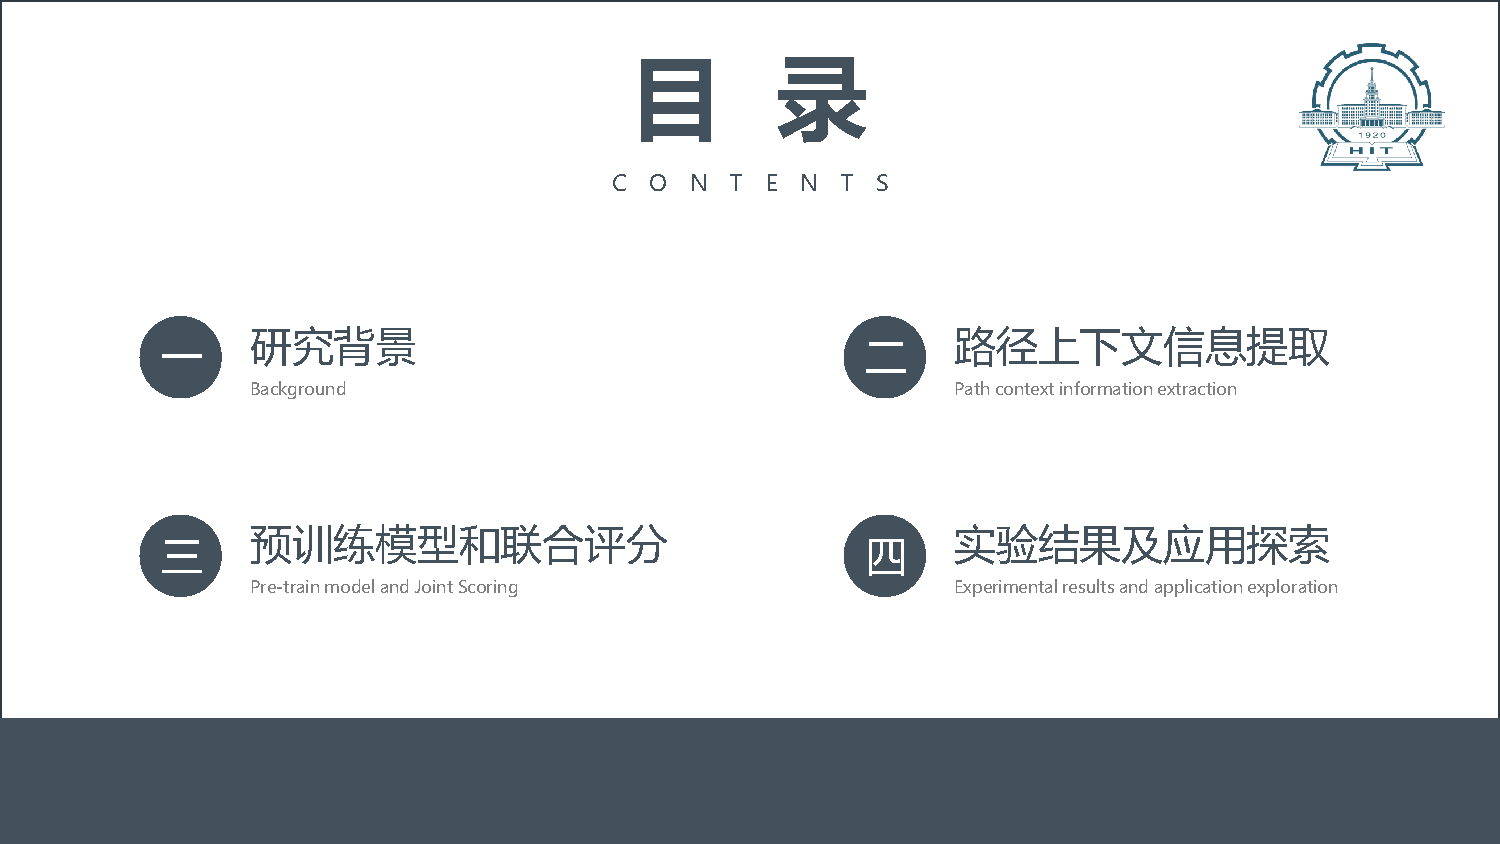 目 录
CONTENTS
1920
HIT
一
研究背景
Background
二
路径上下文信息提取
Path context information extraction
三
预训练模型和联合评分
Pre-train model and Joint Scoring
四
实验结果及应用探索
Experimental results and application exploration